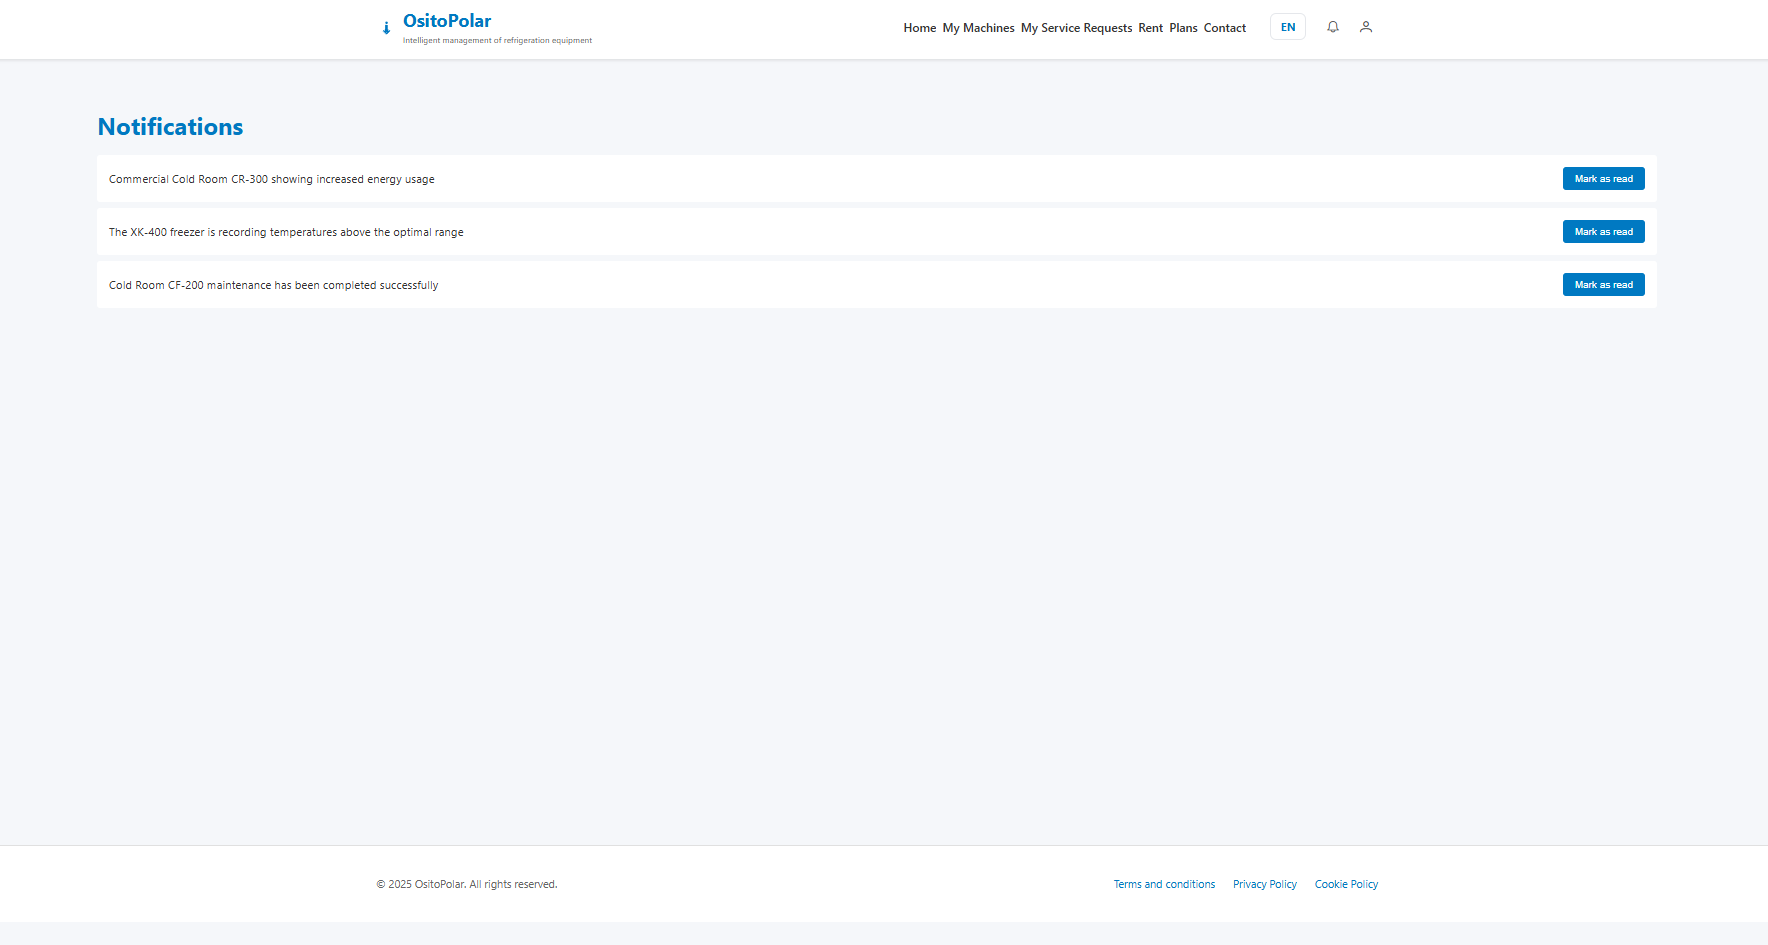 OsitoPolar
Intelligent management of refrigeration equipment
Home My Machines My Service Requests Rent Plans Contact EN
Notifications
Commercial Cold Room CR-300 showing increased energy usage Mark as read
The XK-400 freezer is recording temperatures above the optimal range Mark as read
Cold Room CF-200 maintenance has been completed successfully Mark as read
© 2025 OsitoPolar. All rights reserved. Terms and conditions Privacy Policy Cookie Policy